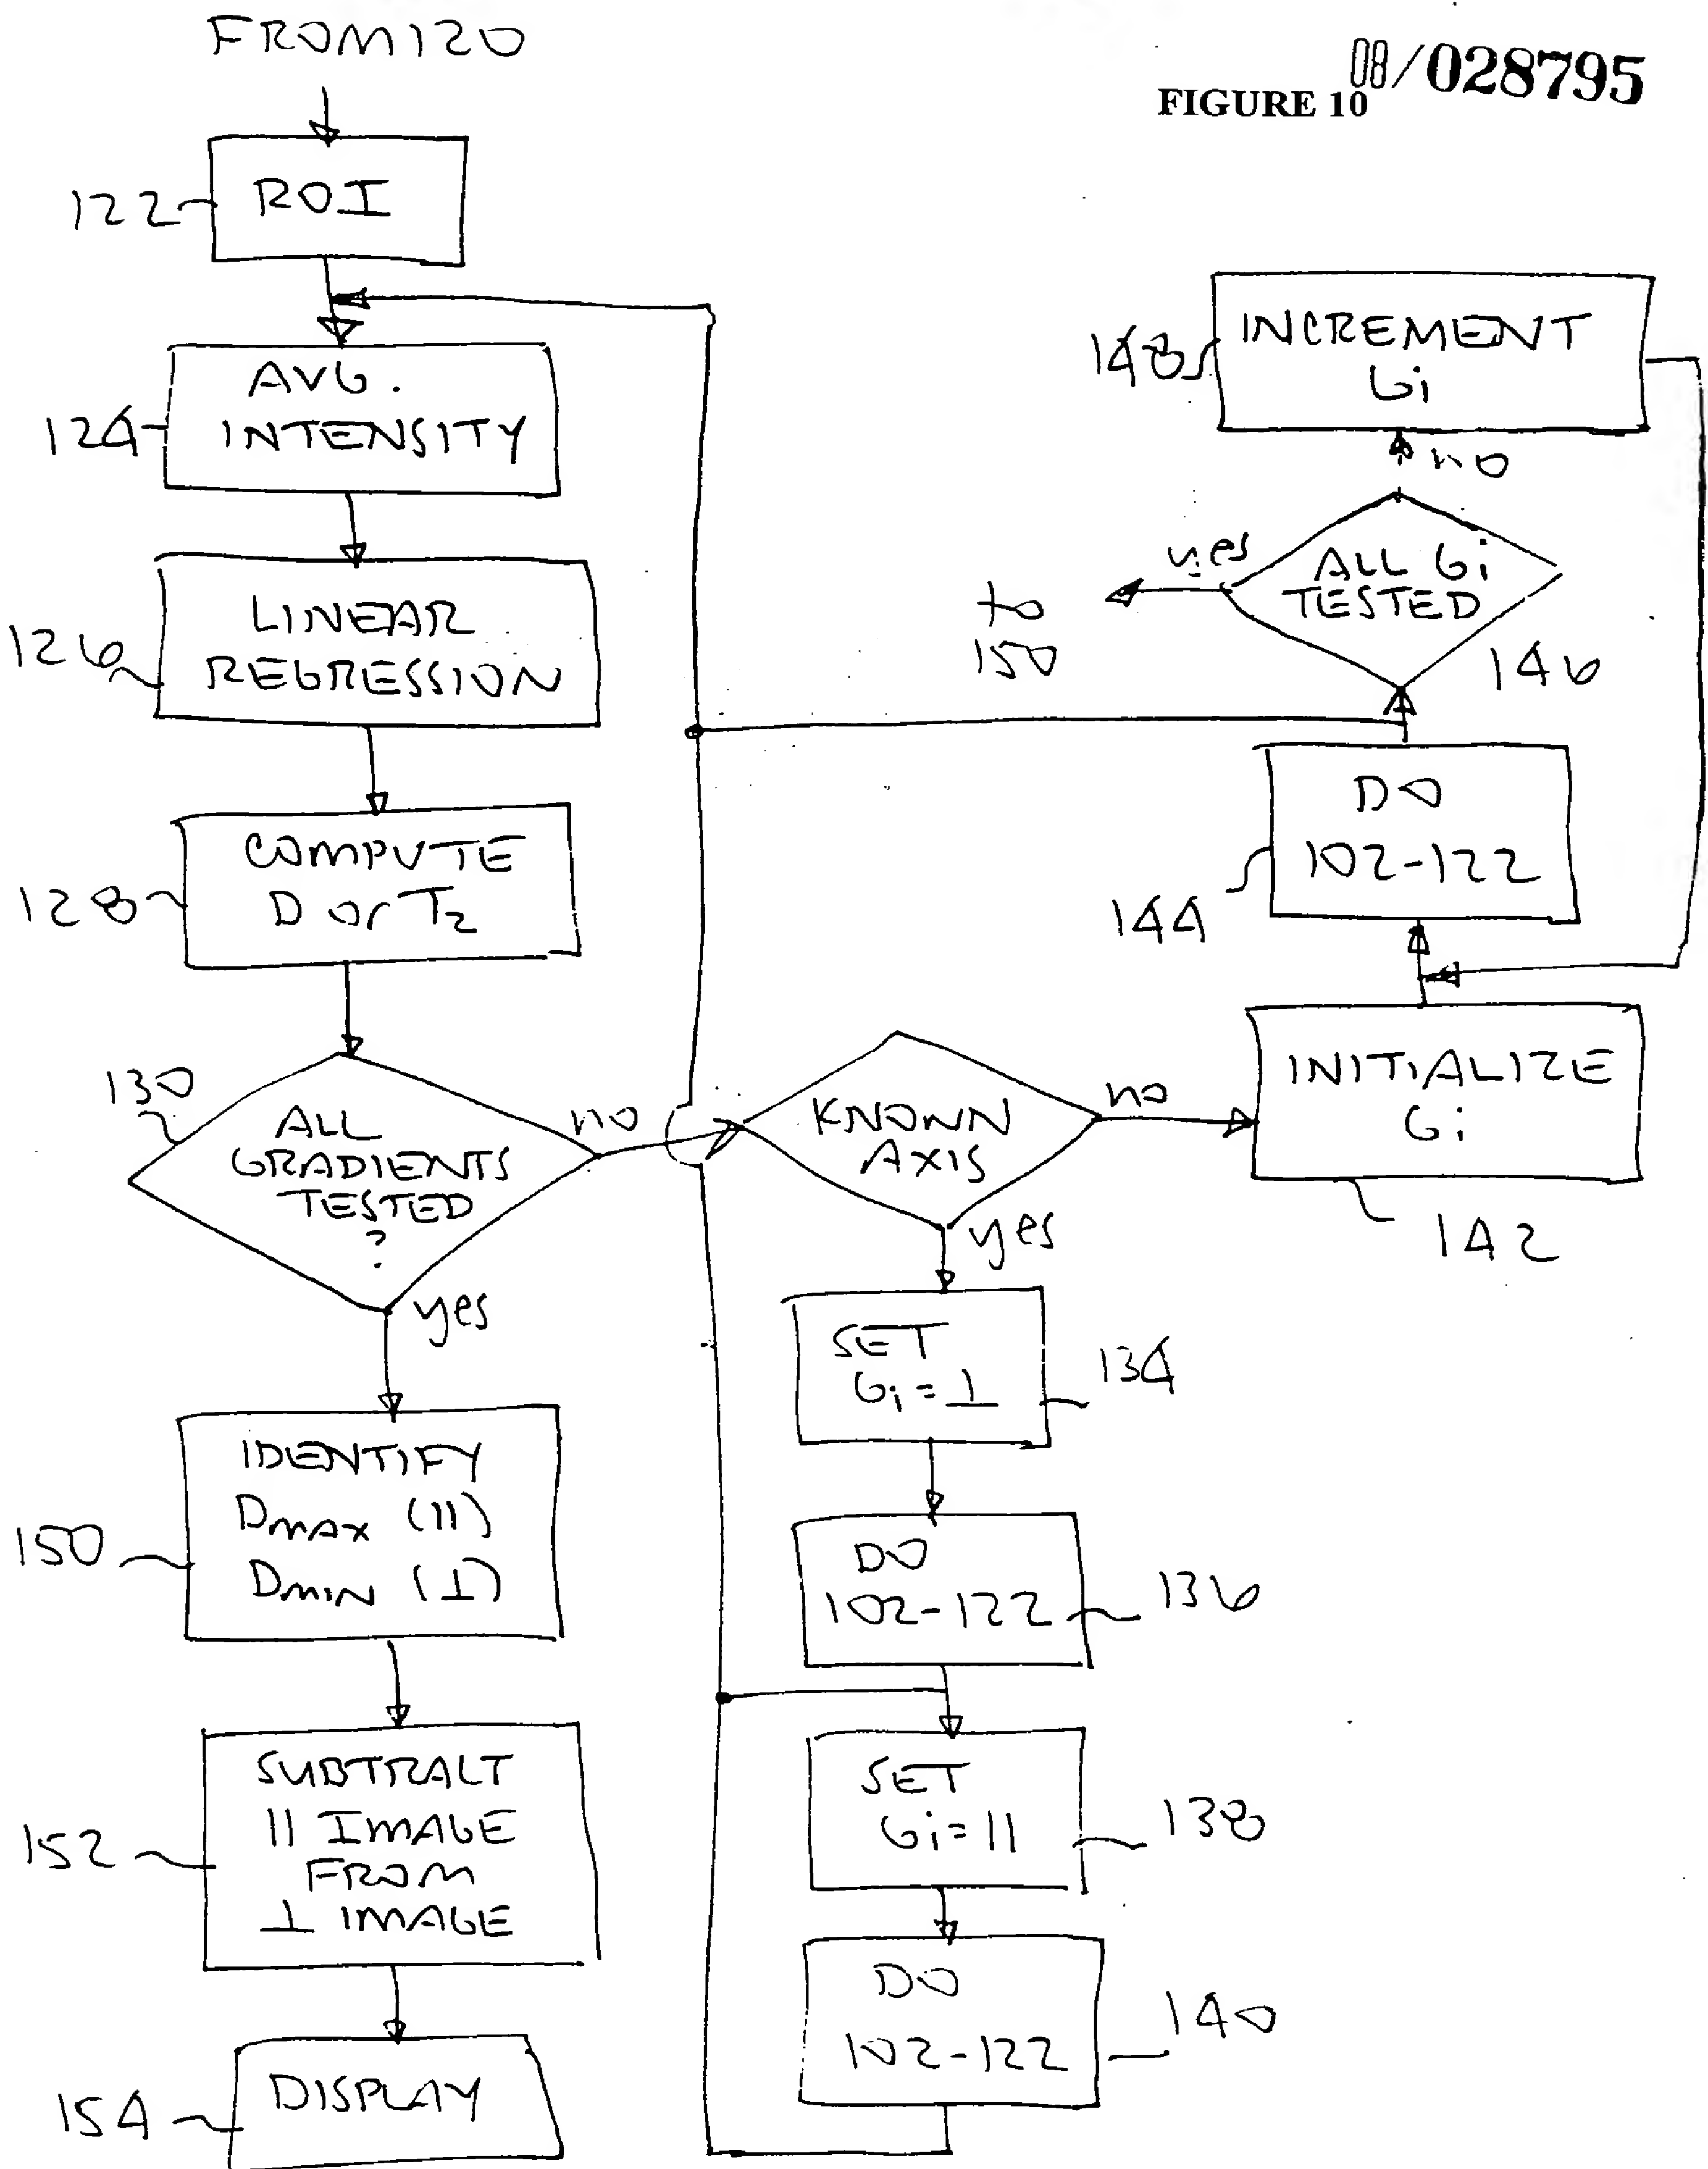 FROM 120
08/028795
FIGURE 10
122
ROI
124
AVG.
INTENSITY
126
LINEAR
REGRESSION
128
COMPUTE
D or T2
130
ALL
GRADIENTS
TESTED
?
no
yes
150
IDENTIFY
DMAX (||)
DMIN (⊥)
152
SUBTRACT
|| IMAGE
FROM
⊥ IMAGE
154
DISPLAY
KNOWN
AXIS
no
yes
SET
Gi = ⊥
134
DO
102-122
136
SET
Gi = ||
138
DO
102-122
140
INITIALIZE
Gi
142
DO
102-122
144
ALL Gi
TESTED
146
yes
to
150
no
INCREMENT
Gi
148